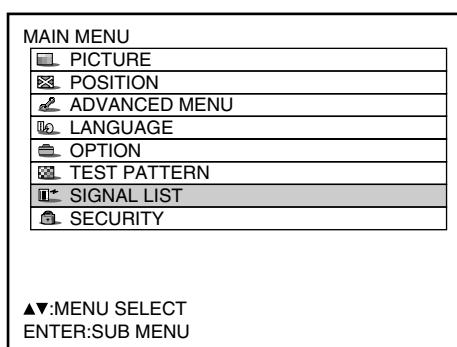 MAIN MENU
PICTURE
POSITION
ADVANCED MENU
LANGUAGE
OPTION
TEST PATTERN
SIGNAL LIST
SECURITY
▲▼:MENU SELECT
ENTER:SUB MENU